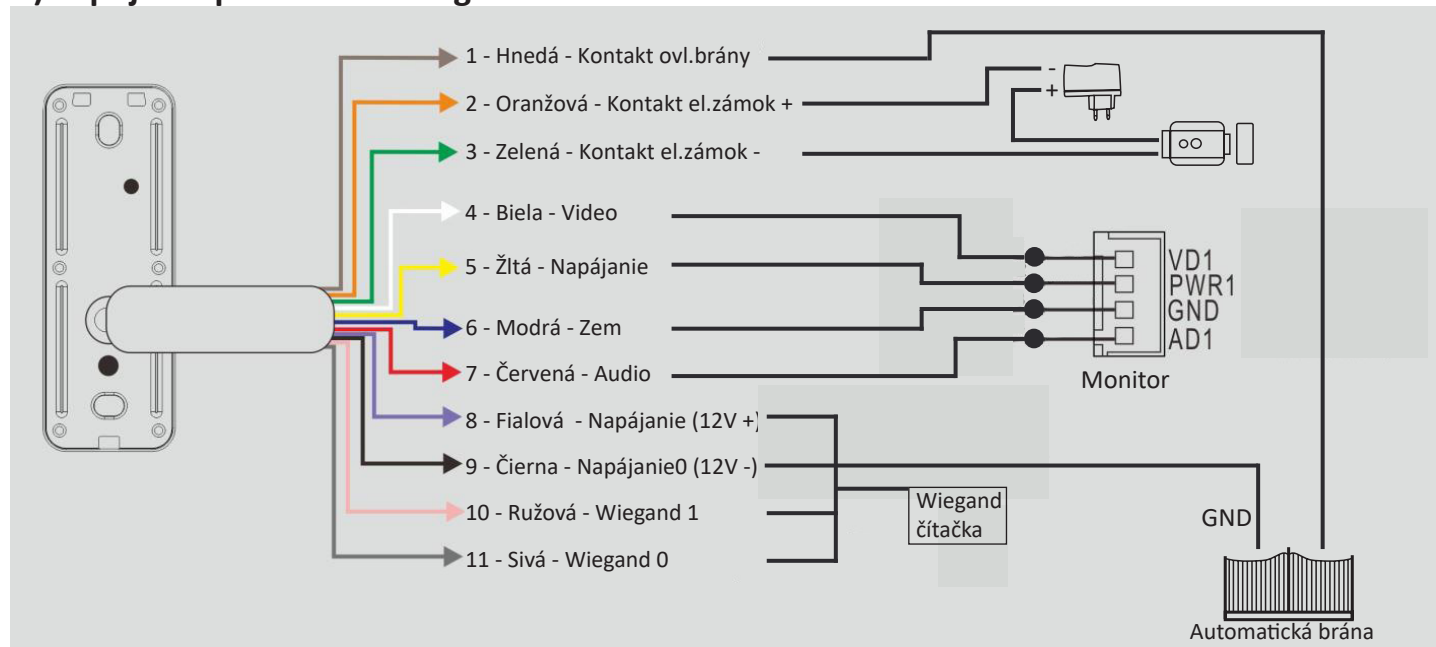 1 - Hnedá - Kontakt ovl.brány
2 - Oranžová - Kontakt el.zámok +
3 - Zelená - Kontakt el.zámok -
4 - Biela - Video
5 - Žltá - Napájanie
6 - Modrá - Zem
7 - Červená - Audio
8 - Fialová - Napájanie (12V +)
9 - Čierna - Napájanie0 (12V -)
10 - Ružová - Wiegand 1
11 - Sivá - Wiegand 0
-
+
VD1
PWR1
GND
AD1
Monitor
Wiegand
čítačka
GND
Automatická brána